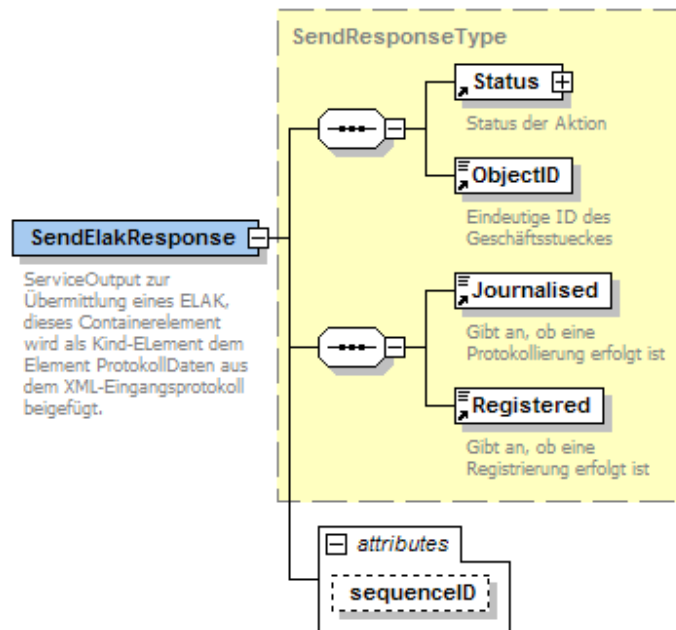 SendResponseType
Status
Status der Aktion
ObjectID
Eindeutige ID des
Geschäftsstueckes
SendElakResponse
ServiceOutput zur
Übermittlung eines ELAK,
dieses Containerelement
wird als Kind-ELement dem
Element ProtokollDaten aus
dem XML-Eingangsprotokoll
beigefügt.
Journalised
Gibt an, ob eine
Protokollierung erfolgt ist
Registered
Gibt an, ob eine
Registrierung erfolgt ist
attributes
sequenceID